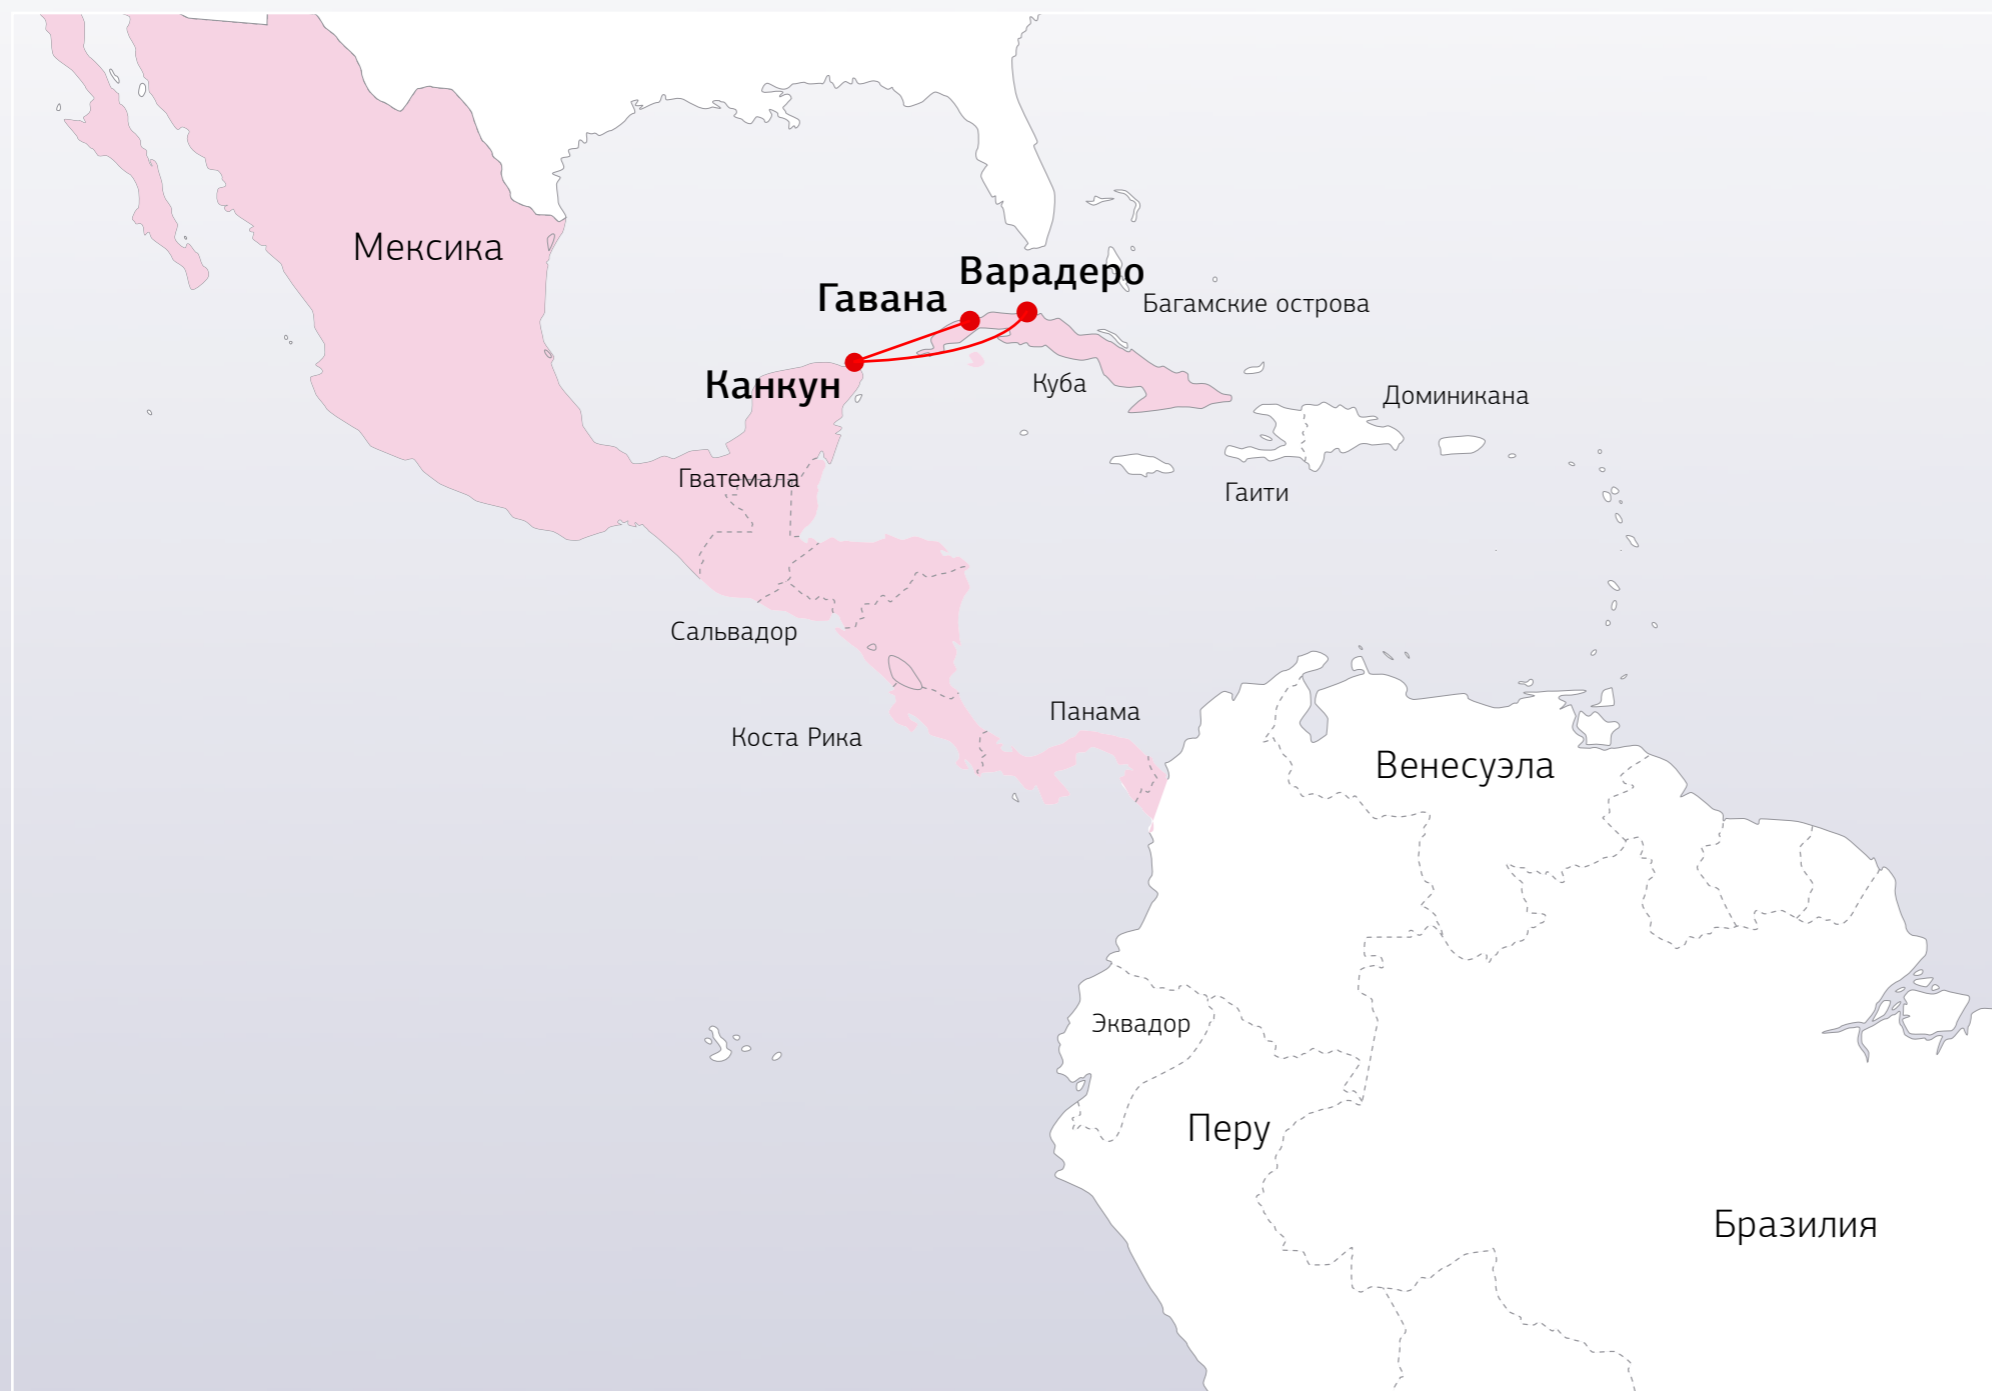 Мексика
Варадеро
Гавана
Багамские острова
Канкун
Куба
Доминикана
Гватемала
Гаити
Сальвадор
Панама
Коста Рика
Венесуэла
Эквадор
Перу
Бразилия